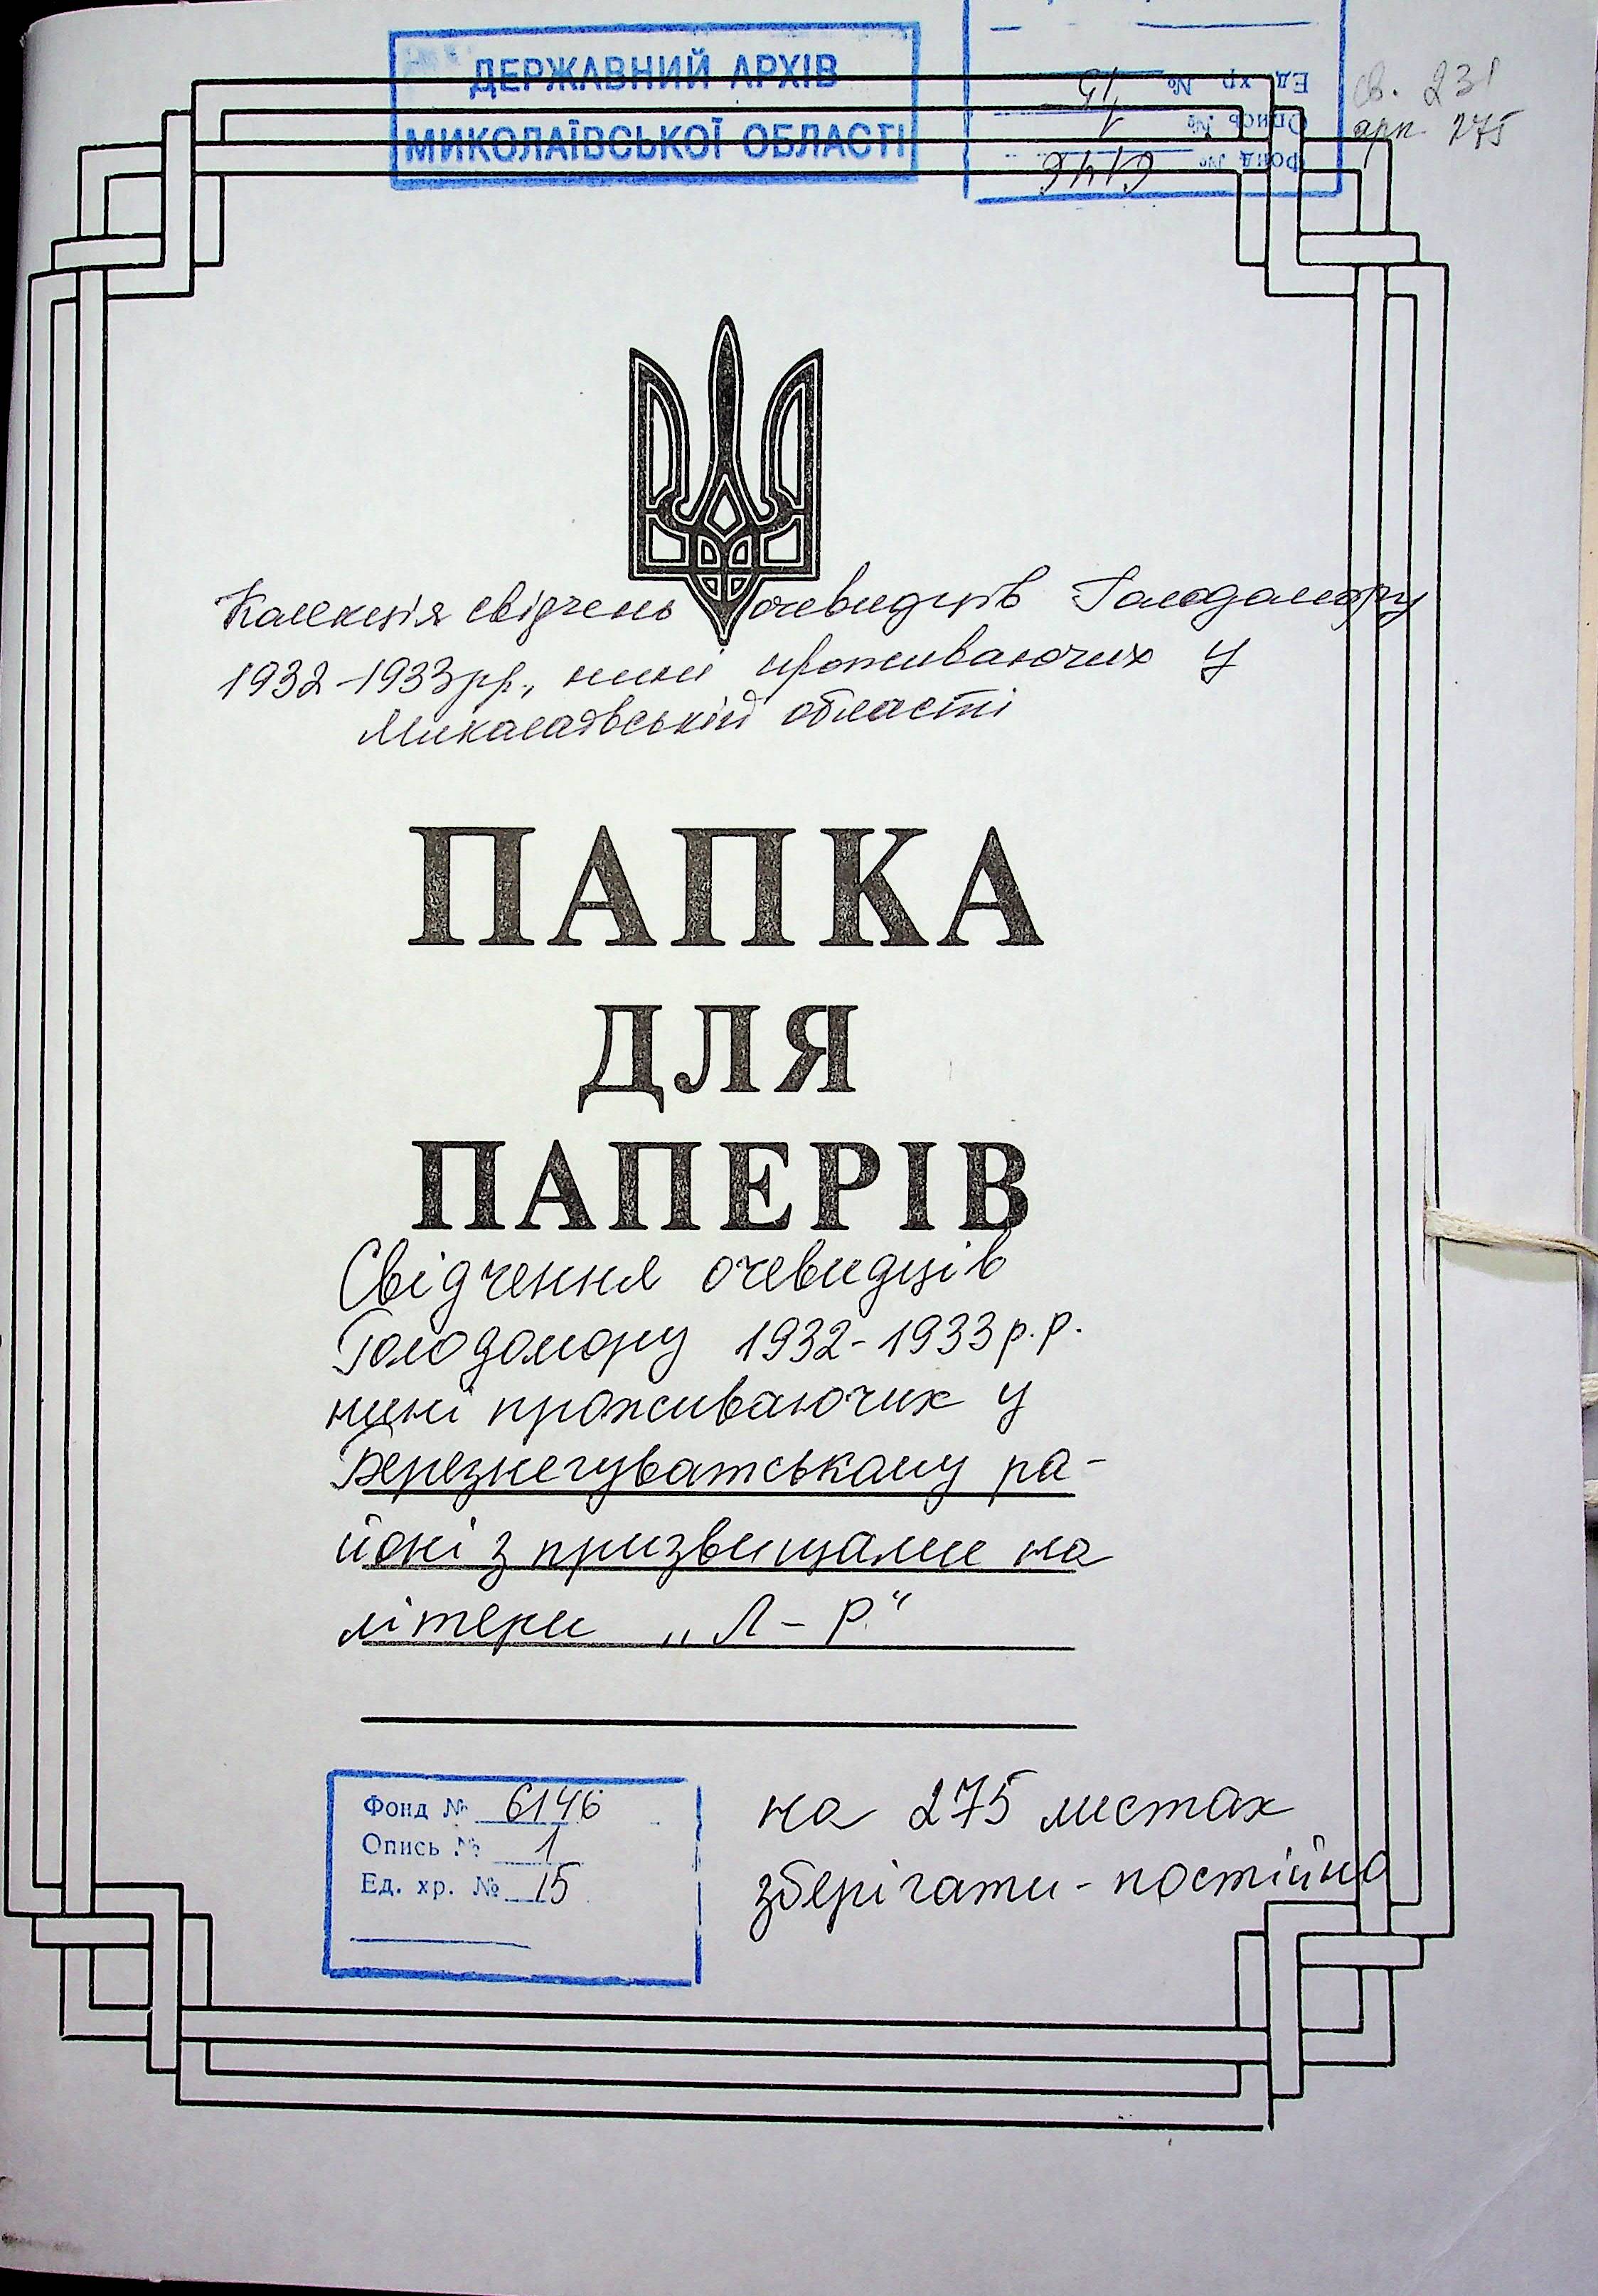 ДЕРЖАВНИЙ АРХІВ
МИКОЛАЇВСЬКОЇ ОБЛАСТІ
Фонд № 6146
Опись № 1
Ед. хр. № 15
св. 231
арк. 275
Колекція свідчень очевидців Голодомору
1932-1933рр., нині проживаючих у
Миколаївській області
ПАПКА
ДЛЯ
ПАПЕРІВ
Свідчення очевидців
Голодомору 1932-1933 р.р.
нині проживаючих у
Березнегуватському ра-
йоні з призвищами на
літери „Л-Р"
Фонд № 6146
Опись № 1
Ед. хр. № 15
на 275 листах
зберігати - постійно